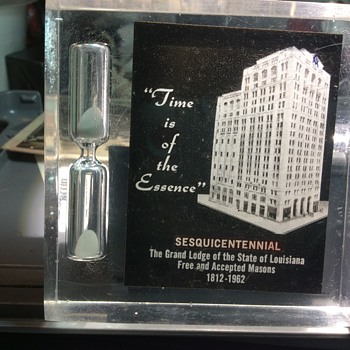 "Time
is
of
the
Essence"
SESQUICENTENNIAL
The Grand Lodge of the State of Louisiana
Free and Accepted Masons
1812-1962